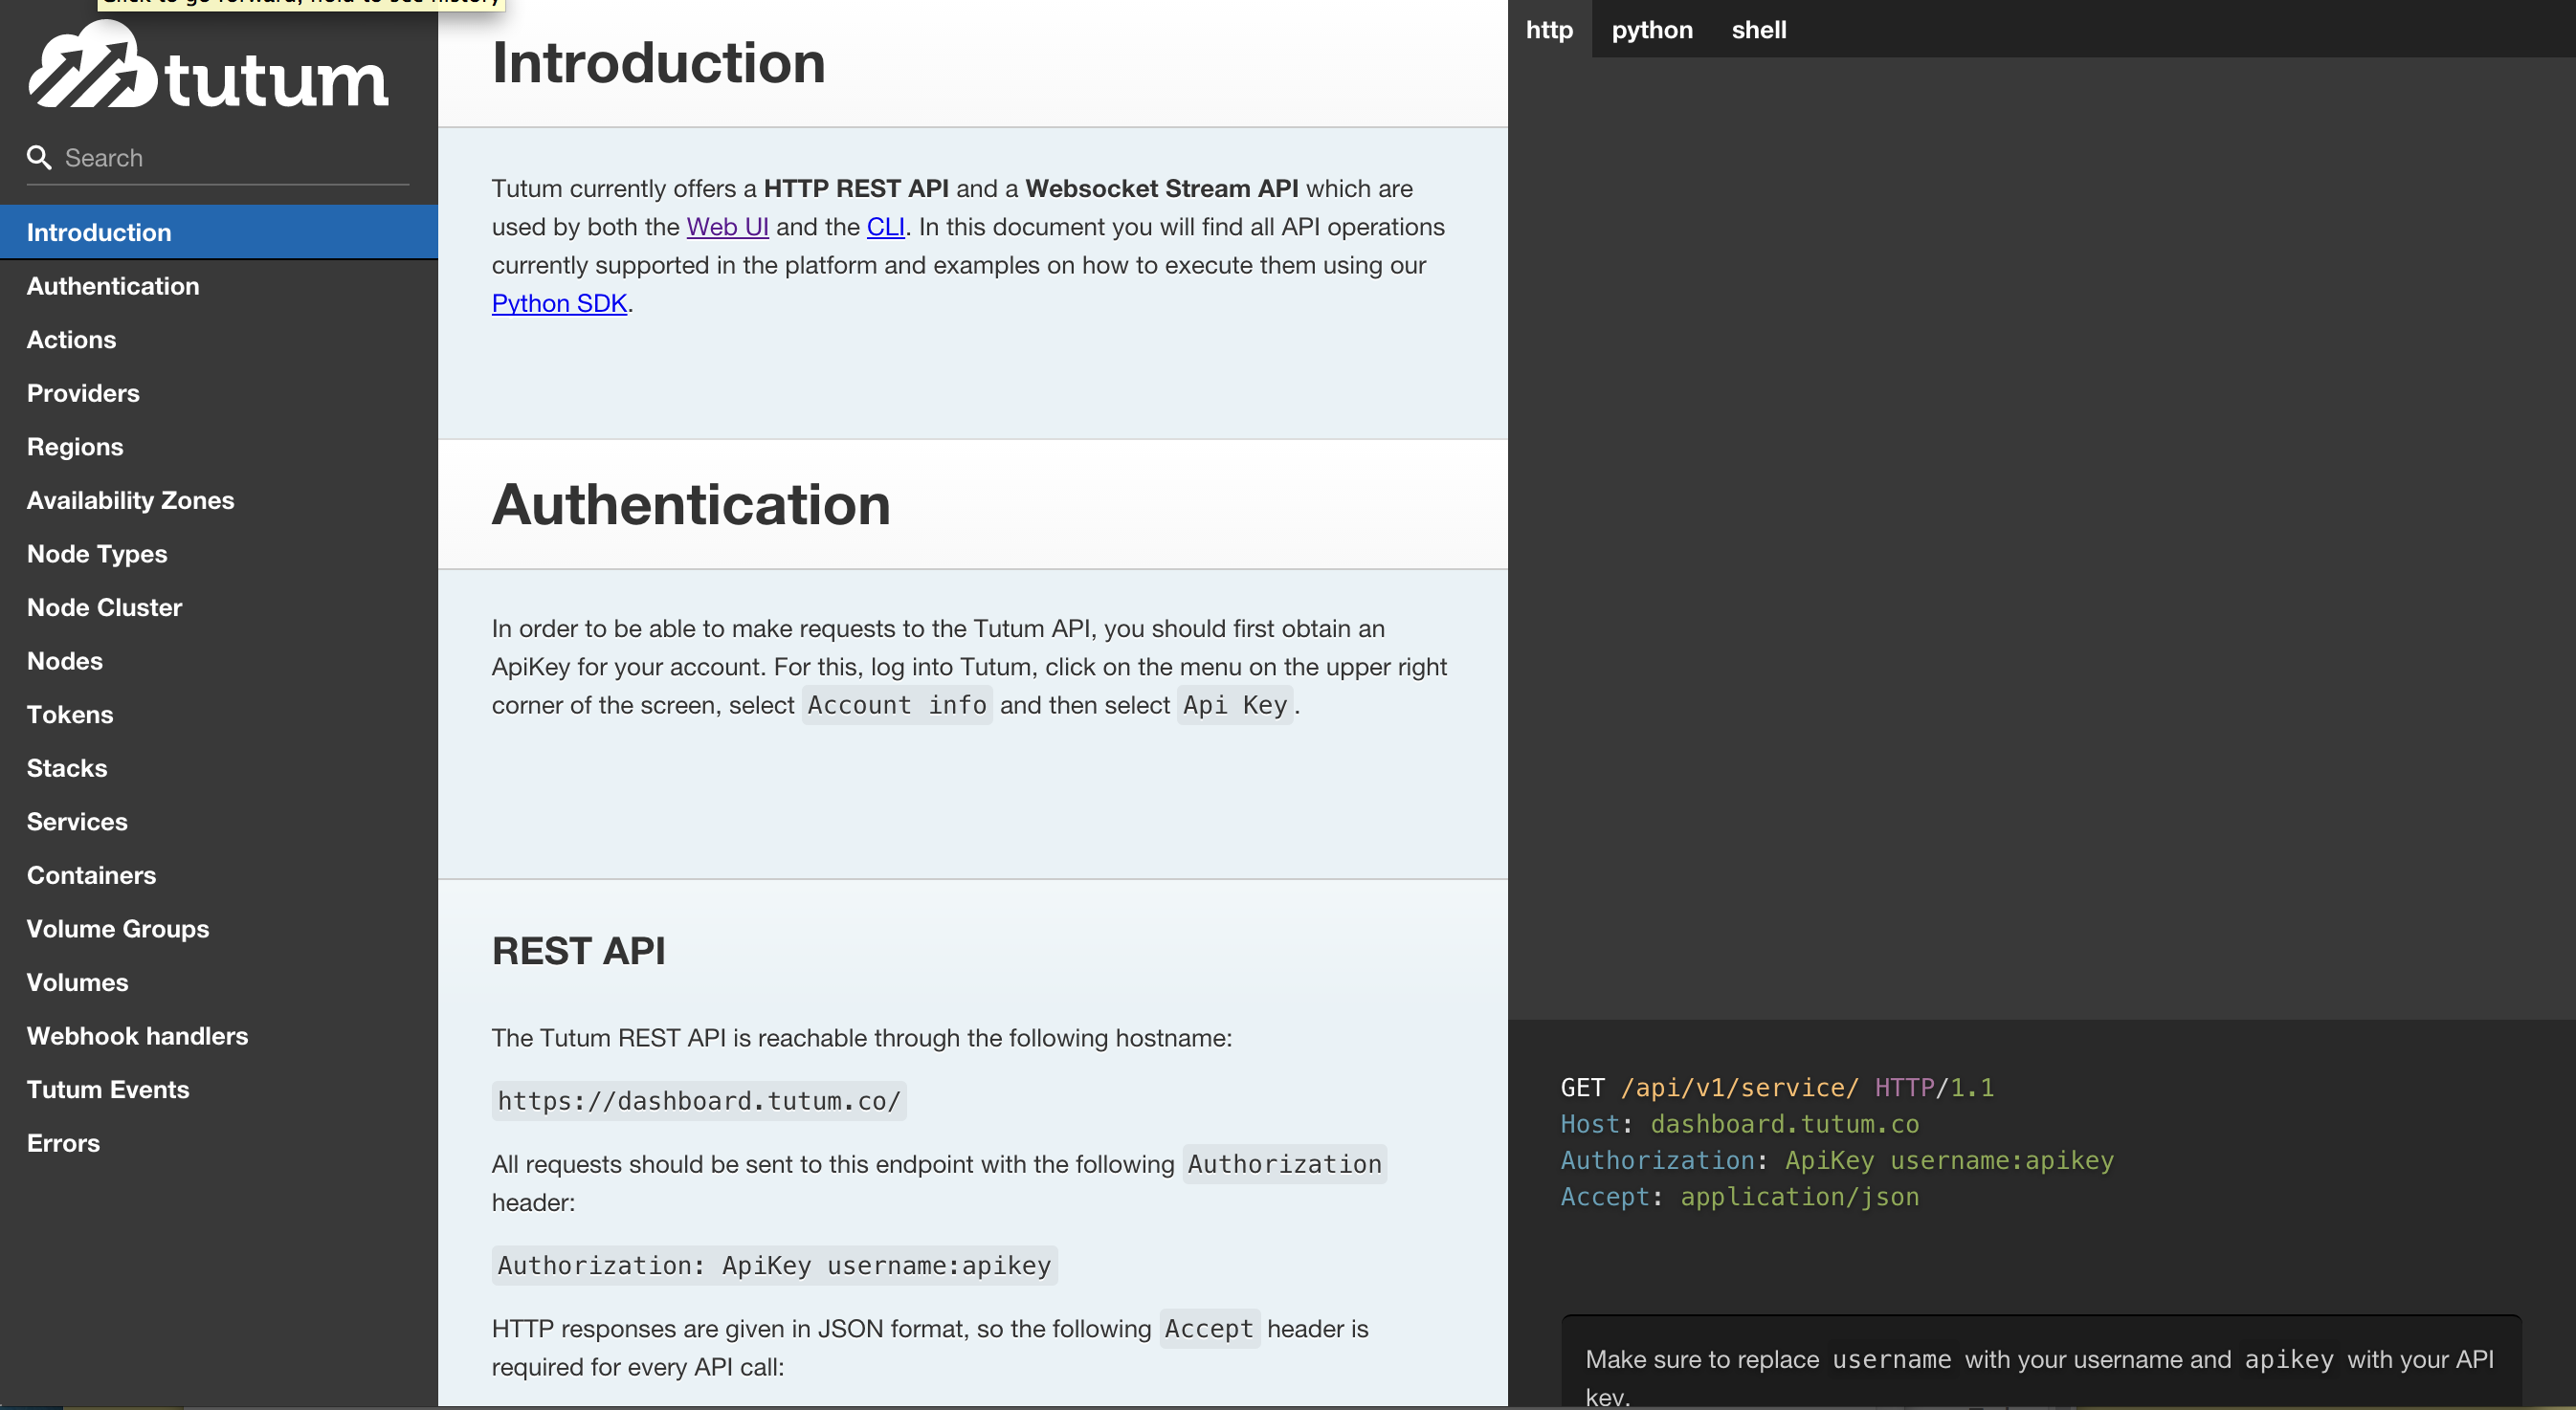 Click to go forward, hold to see history
tutum
Search
Introduction
Authentication
Actions
Providers
Regions
Availability Zones
Node Types
Node Cluster
Nodes
Tokens
Stacks
Services
Containers
Volume Groups
Volumes
Webhook handlers
Tutum Events
Errors
Introduction
Tutum currently offers a HTTP REST API and a Websocket Stream API which are
used by both the Web UI and the CLI. In this document you will find all API operations
currently supported in the platform and examples on how to execute them using our
Python SDK.
Authentication
In order to be able to make requests to the Tutum API, you should first obtain an
ApiKey for your account. For this, log into Tutum, click on the menu on the upper right
corner of the screen, select Account info and then select Api Key.
REST API
The Tutum REST API is reachable through the following hostname:
https://dashboard.tutum.co/
All requests should be sent to this endpoint with the following Authorization
header:
Authorization: ApiKey username:apikey
HTTP responses are given in JSON format, so the following Accept header is
required for every API call:
http python shell
GET /api/v1/service/ HTTP/1.1
Host: dashboard.tutum.co
Authorization: ApiKey username:apikey
Accept: application/json
Make sure to replace username with your username and apikey with your API
key.